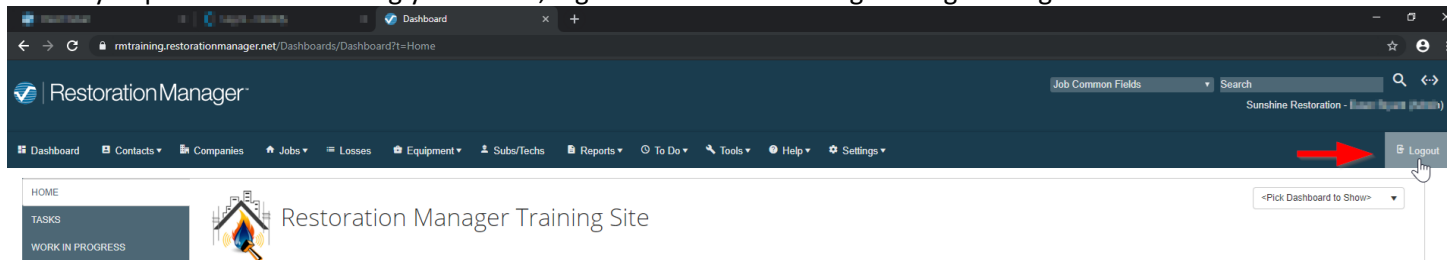 Dashboard
rmtraining.restorationmanager.net/Dashboards/Dashboard?t=Home
Restoration Manager
Job Common Fields
Search
Sunshine Restoration -
Dashboard Contacts Companies Jobs Losses Equipment Subs/Techs Reports To Do Tools Help Settings Logout
HOME
<Pick Dashboard to Show>
TASKS
Restoration Manager Training Site
WORK IN PROGRESS